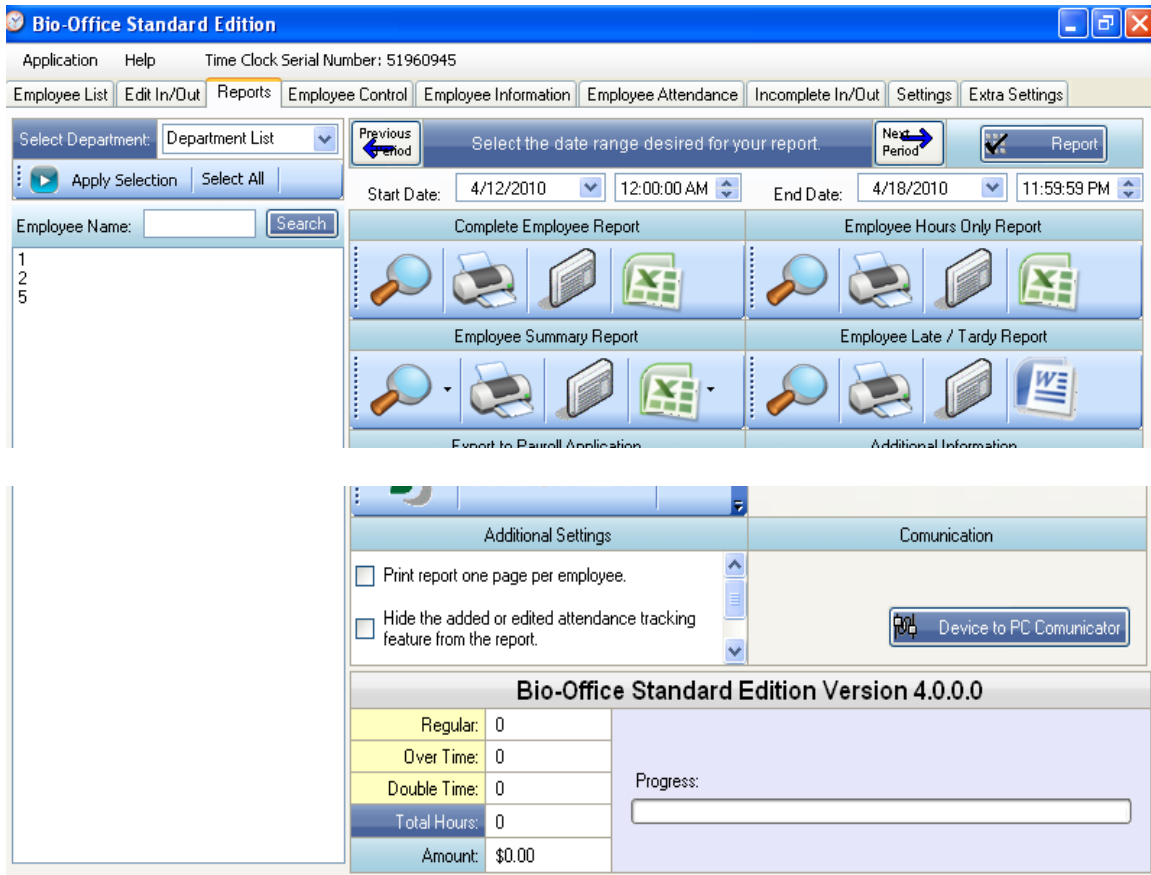 Bio-Office Standard Edition
Application Help Time Clock Serial Number: 51960945
Employee List Edit In/Out Reports Employee Control Employee Information Employee Attendance Incomplete In/Out Settings Extra Settings
Select Department: Department List
Previous Period
Select the date range desired for your report.
Next Period
Report
Apply Selection Select All
Start Date: 4/12/2010 12:00:00 AM End Date: 4/18/2010 11:59:59 PM
Employee Name: Search
1
2
5
Complete Employee Report Employee Hours Only Report
Employee Summary Report Employee Late / Tardy Report
W
Export to Payroll Application Additional Information
Additional Settings Comunication
Print report one page per employee.
Hide the added or edited attendance tracking
feature from the report.
Device to PC Comunicator
Bio-Office Standard Edition Version 4.0.0.0
Regular: 0
Over Time: 0
Double Time: 0
Progress:
Total Hours: 0
Amount: $0.00